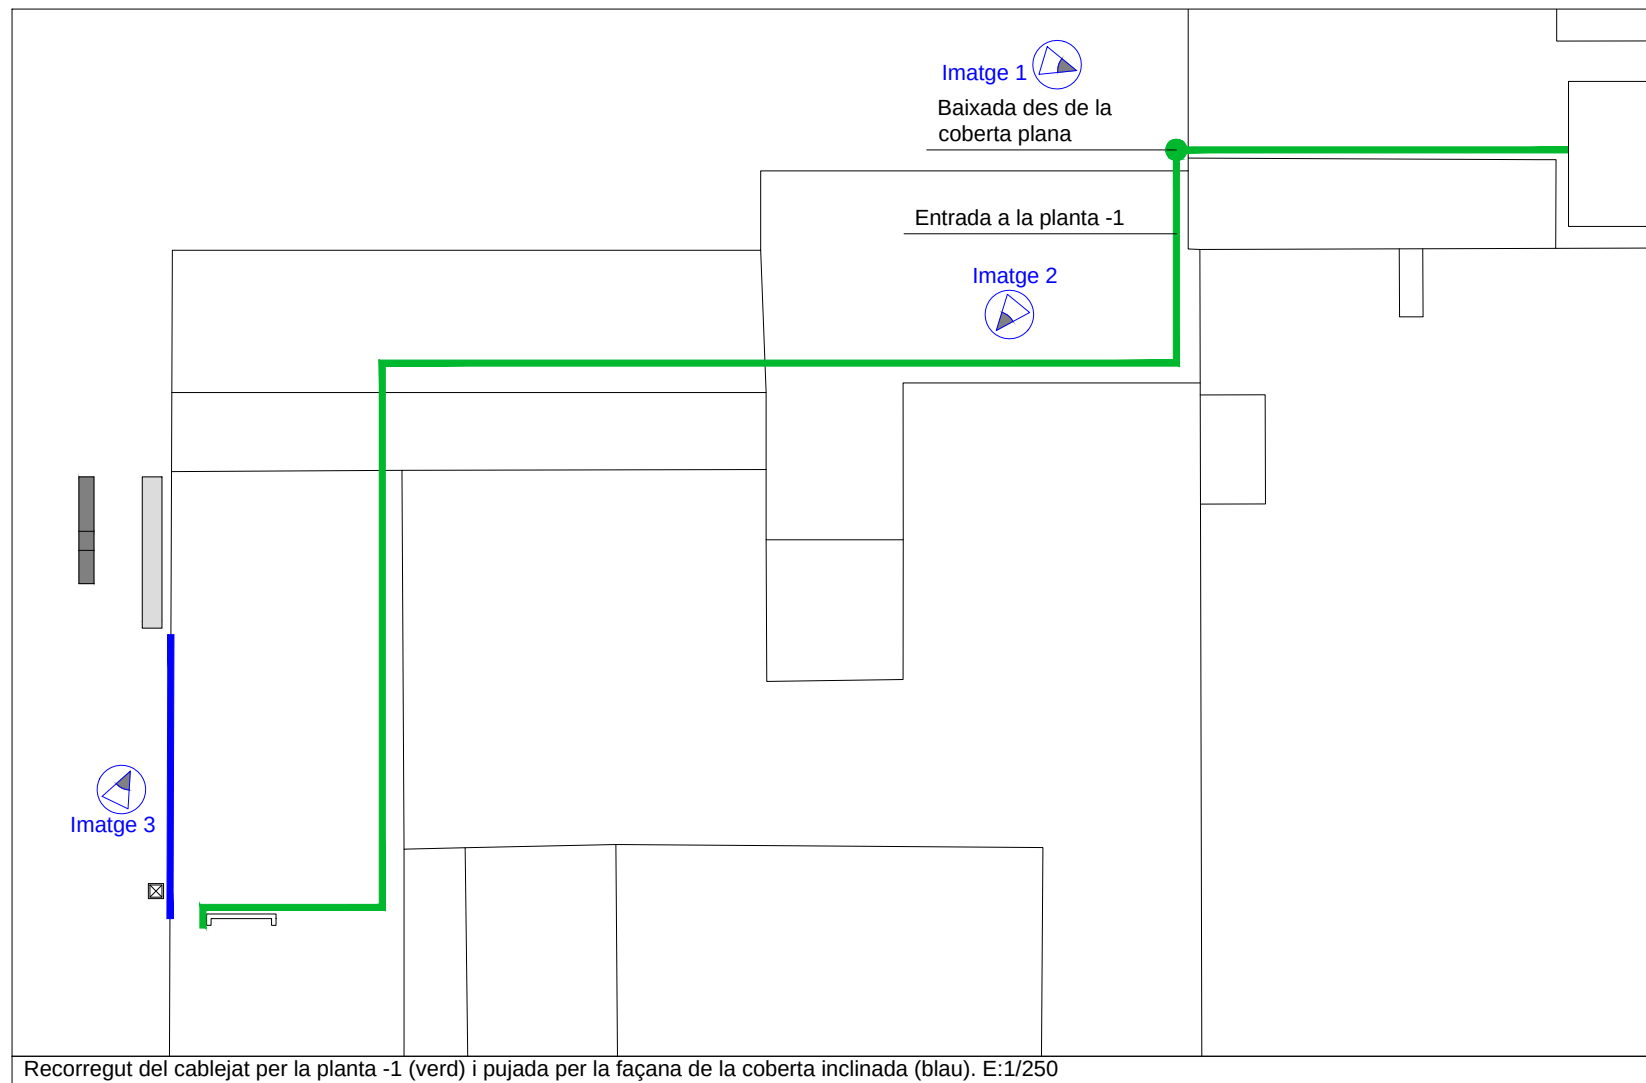 Imatge 1
Baixada des de la
coberta plana
Entrada a la planta -1
Imatge 2
Imatge 3
Recorregut del cablejat per la planta -1 (verd) i pujada per la façana de la coberta inclinada (blau). E:1/250